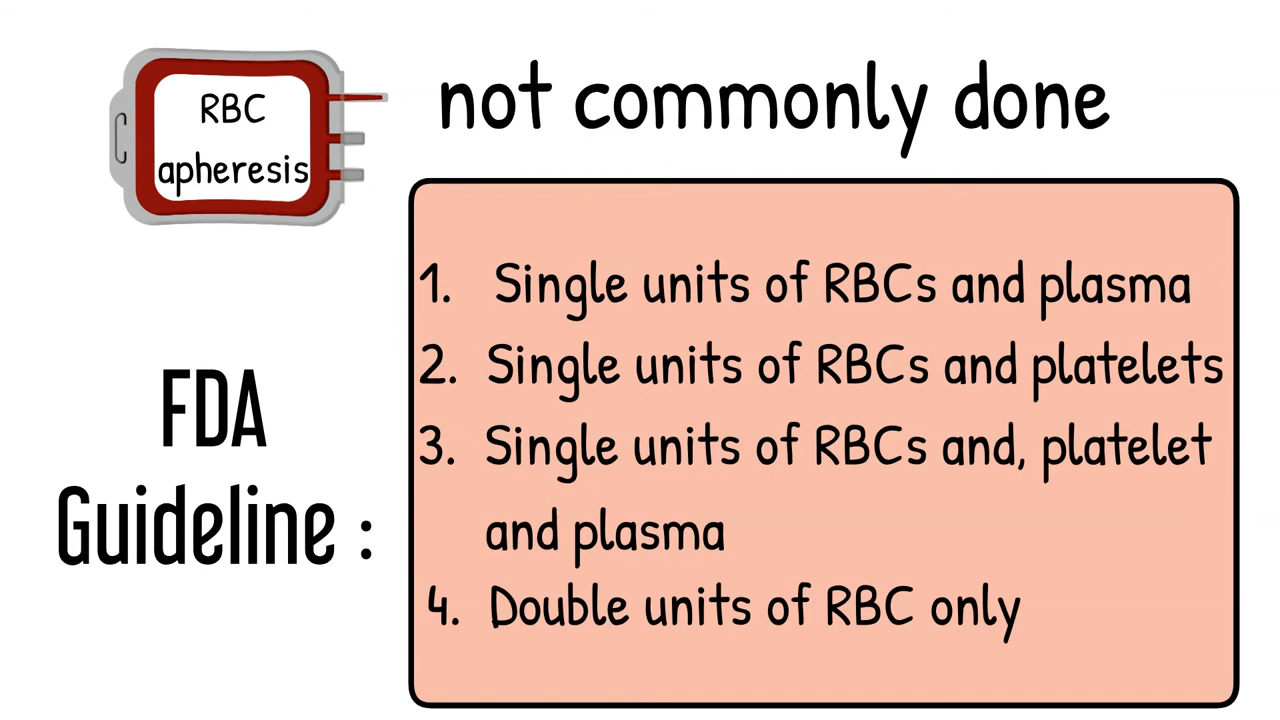 RBC
apheresis
not commonly done
FDA
Guideline :
1. Single units of RBCs and plasma
2. Single units of RBCs and platelets
3. Single units of RBCs and, platelet
and plasma
4. Double units of RBC only